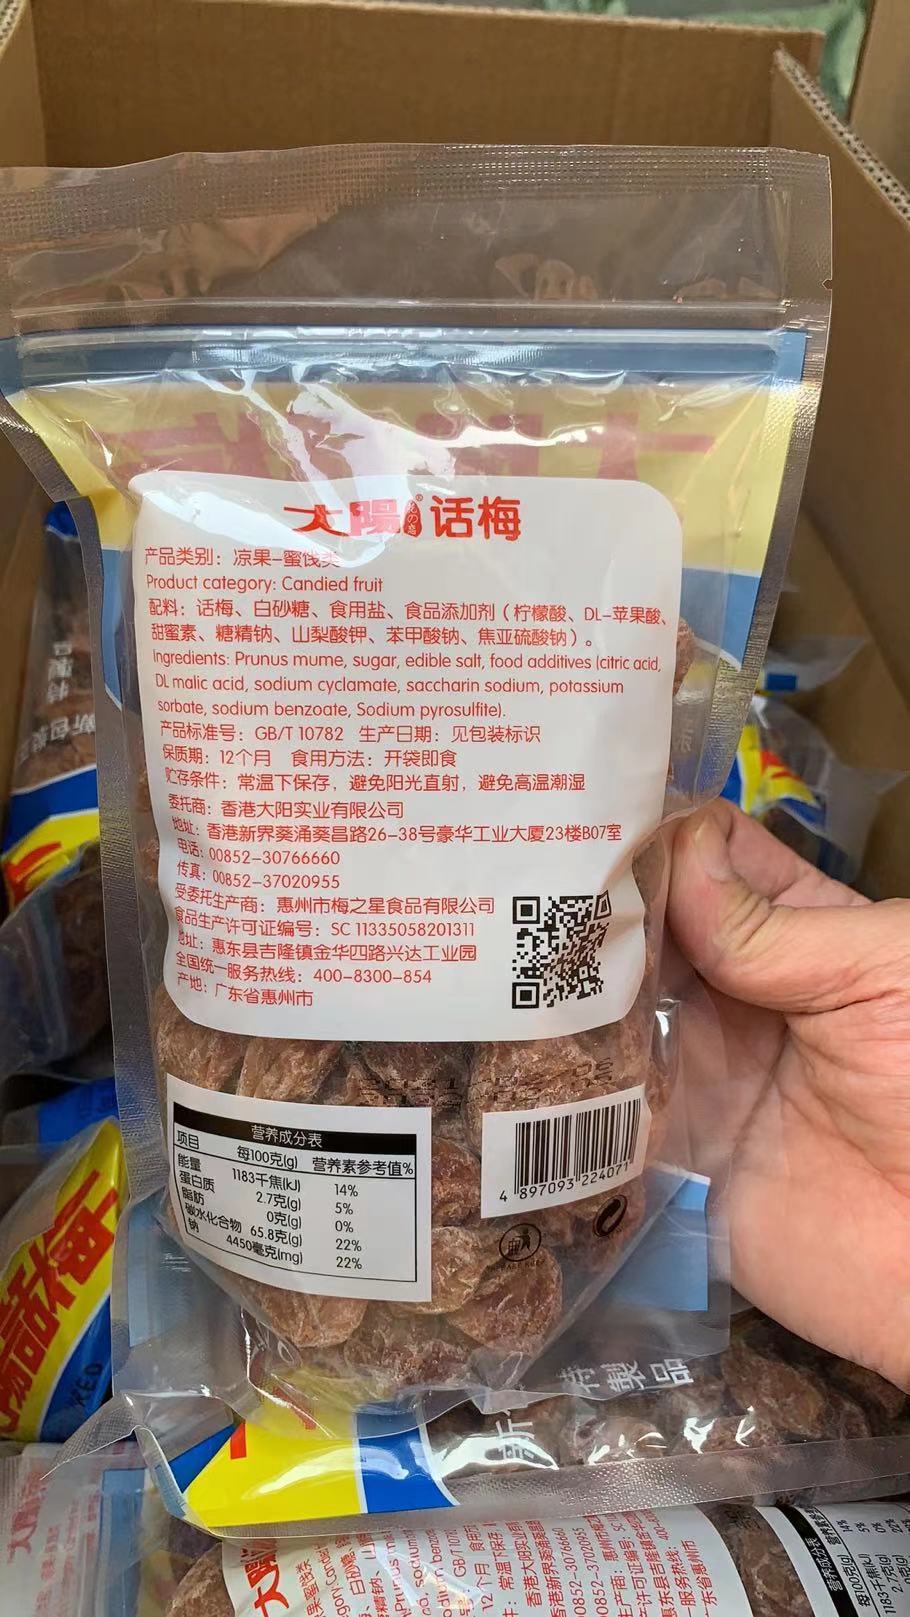 大陽® 话梅
产品类别：凉果-蜜饯类
Product category: Candied fruit
配料：话梅、白砂糖、食用盐、食品添加剂（柠檬酸、DL-苹果酸、
甜蜜素、糖精钠、山梨酸钾、苯甲酸钠、焦亚硫酸钠）。
Ingredients: Prunus mume, sugar, edible salt, food additives (citric acid,
DL malic acid, sodium cyclamate, saccharin sodium, potassium
sorbate, sodium benzoate, Sodium pyrosulfite).
产品标准号：GB/T 10782 生产日期：见包装标识
保质期：12个月 食用方法：开袋即食
贮存条件：常温下保存，避免阳光直射，避免高温潮湿
委托商：香港大阳实业有限公司
地址：香港新界葵涌葵昌路26-38号豪华工业大厦23楼B07室
电话：00852-30766660
传真：00852-37020955
受委托生产商：惠州市梅之星食品有限公司
食品生产许可证编号：SC 11335058201311
地址：惠东县吉隆镇金华四路兴达工业园
全国统一服务热线：400-8300-854
产地：广东省惠州市
营养成分表
项目 每100克(g) 营养素参考值%
能量 1183千焦(kJ) 14%
蛋白质 2.7克(g) 5%
脂肪 0克(g) 0%
碳水化合物 65.8克(g) 22%
钠 4450毫克(mg) 22%
4 897093 224071
特製品